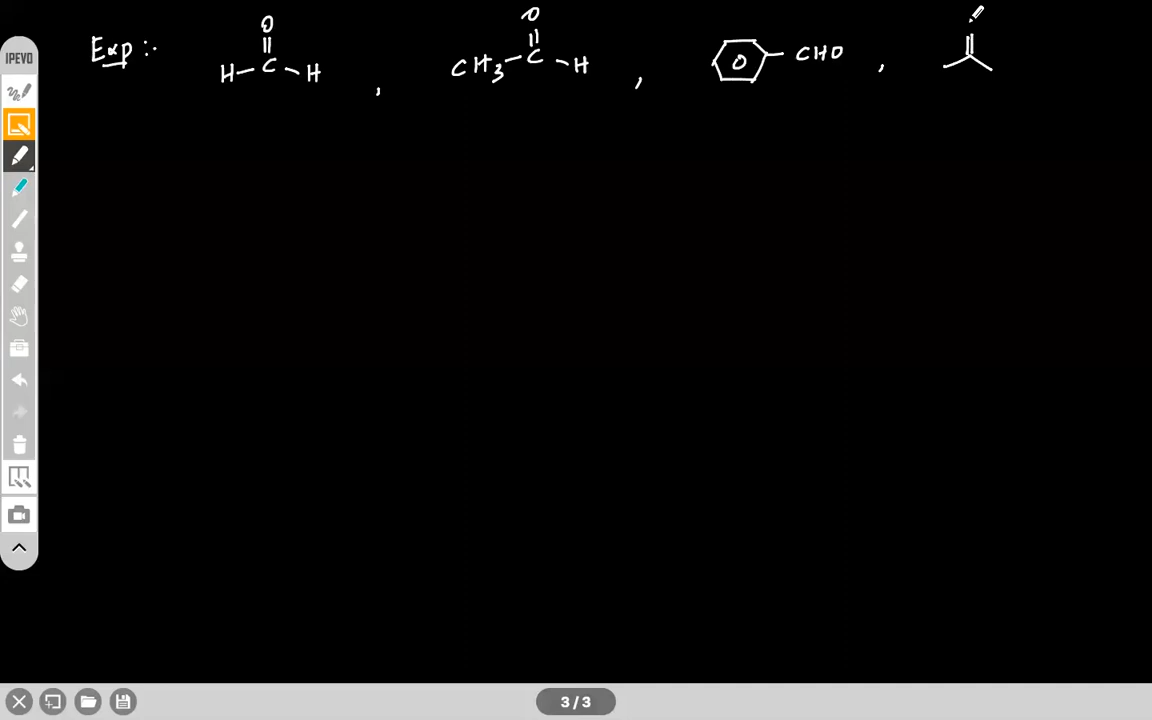 IPEVO
Exp :-
O
H-C-H ,
O
CH3-C-H ,
CHO ,
3 / 3